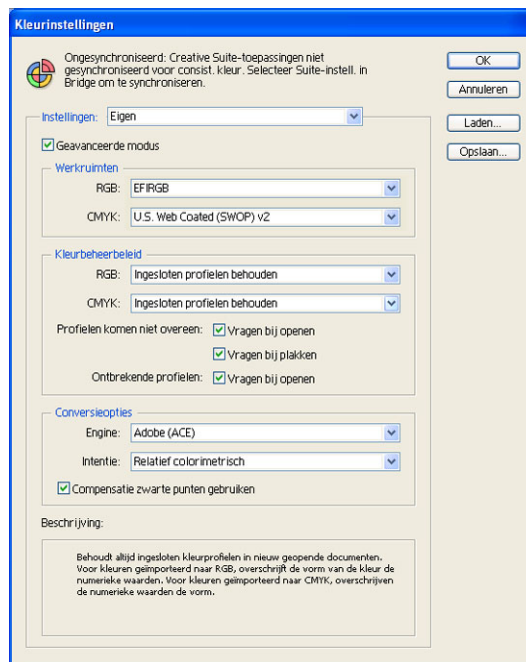 Kleurinstellingen
Ongesynchroniseerd: Creative Suite-toepassingen niet
gesynchroniseerd voor consist. kleur. Selecteer Suite-instell. in
Bridge om te synchroniseren.
OK
Annuleren
Laden...
Opslaan...
Instellingen: Eigen
Geavanceerde modus
Werkruimten
RGB: EFIRGB
CMYK: U.S. Web Coated (SWOP) v2
Kleurbeheerbeleid
RGB: Ingesloten profielen behouden
CMYK: Ingesloten profielen behouden
Profielen komen niet overeen: Vragen bij openen
Vragen bij plakken
Ontbrekende profielen: Vragen bij openen
Conversieopties
Engine: Adobe (ACE)
Intentie: Relatief colorimetrisch
Compensatie zwarte punten gebruiken
Beschrijving:
Behoudt altijd ingesloten kleurprofielen in nieuw geopende documenten.
Voor kleuren geïmporteerd naar RGB, overschrijft de vorm van de kleur de
numerieke waarden. Voor kleuren geïmporteerd naar CMYK, overschrijven
de numerieke waarden de vorm.